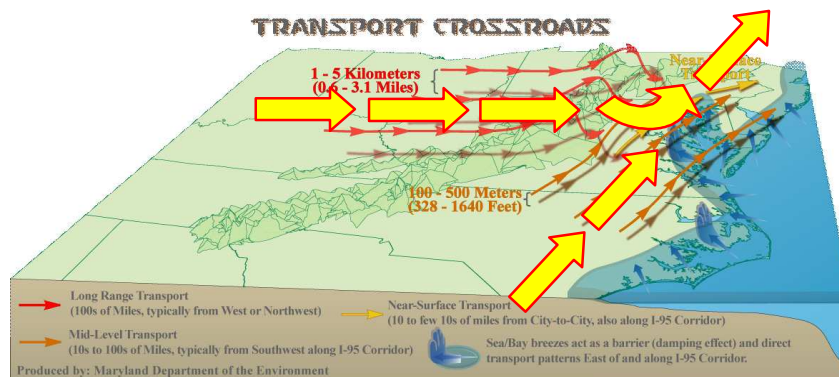 TRANSPORT CROSSROADS
1 - 5 Kilometers
(0.6 - 3.1 Miles)
Near-Surface
Transport
100 - 500 Meters
(328 - 1640 Feet)
Long Range Transport
(100s of Miles, typically from West or Northwest)
Mid-Level Transport
(10s to 100s of Miles, typically from Southwest along I-95 Corridor)
Near-Surface Transport
(10 to few 10s of miles from City-to-City, also along I-95 Corridor)
Sea/Bay breezes act as a barrier (damping effect) and direct
transport patterns East of and along I-95 Corridor.
Produced by: Maryland Department of the Environment